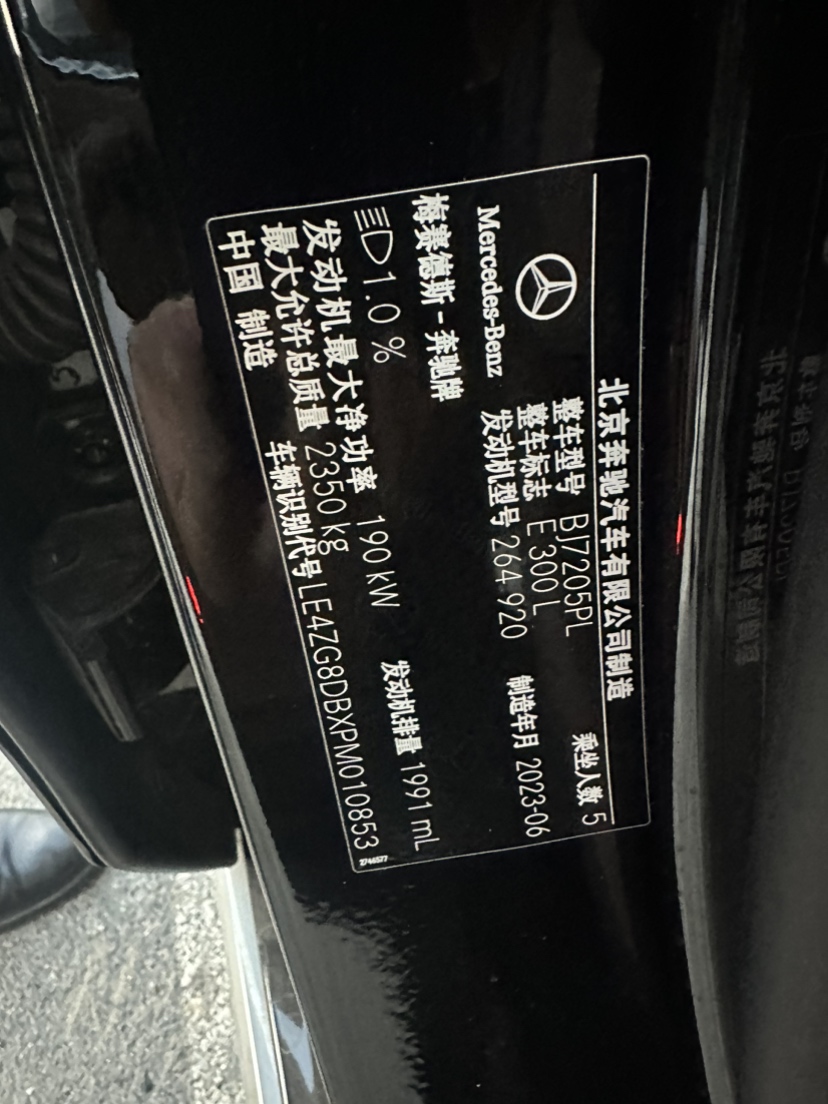 北京奔驰汽车有限公司制造
整车型号 BJ7205PL 乘坐人数 5
整车标志 E 300 L
Mercedes-Benz 发动机型号 264 920 制造年月 2023-06
梅赛德斯-奔驰牌
1.0 % 发动机排量 1991 mL
发动机最大净功率 190 kW
最大允许总质量 2350 kg
中国 制造 车辆识别代号 LE4ZG8DBXPM010853
2746577